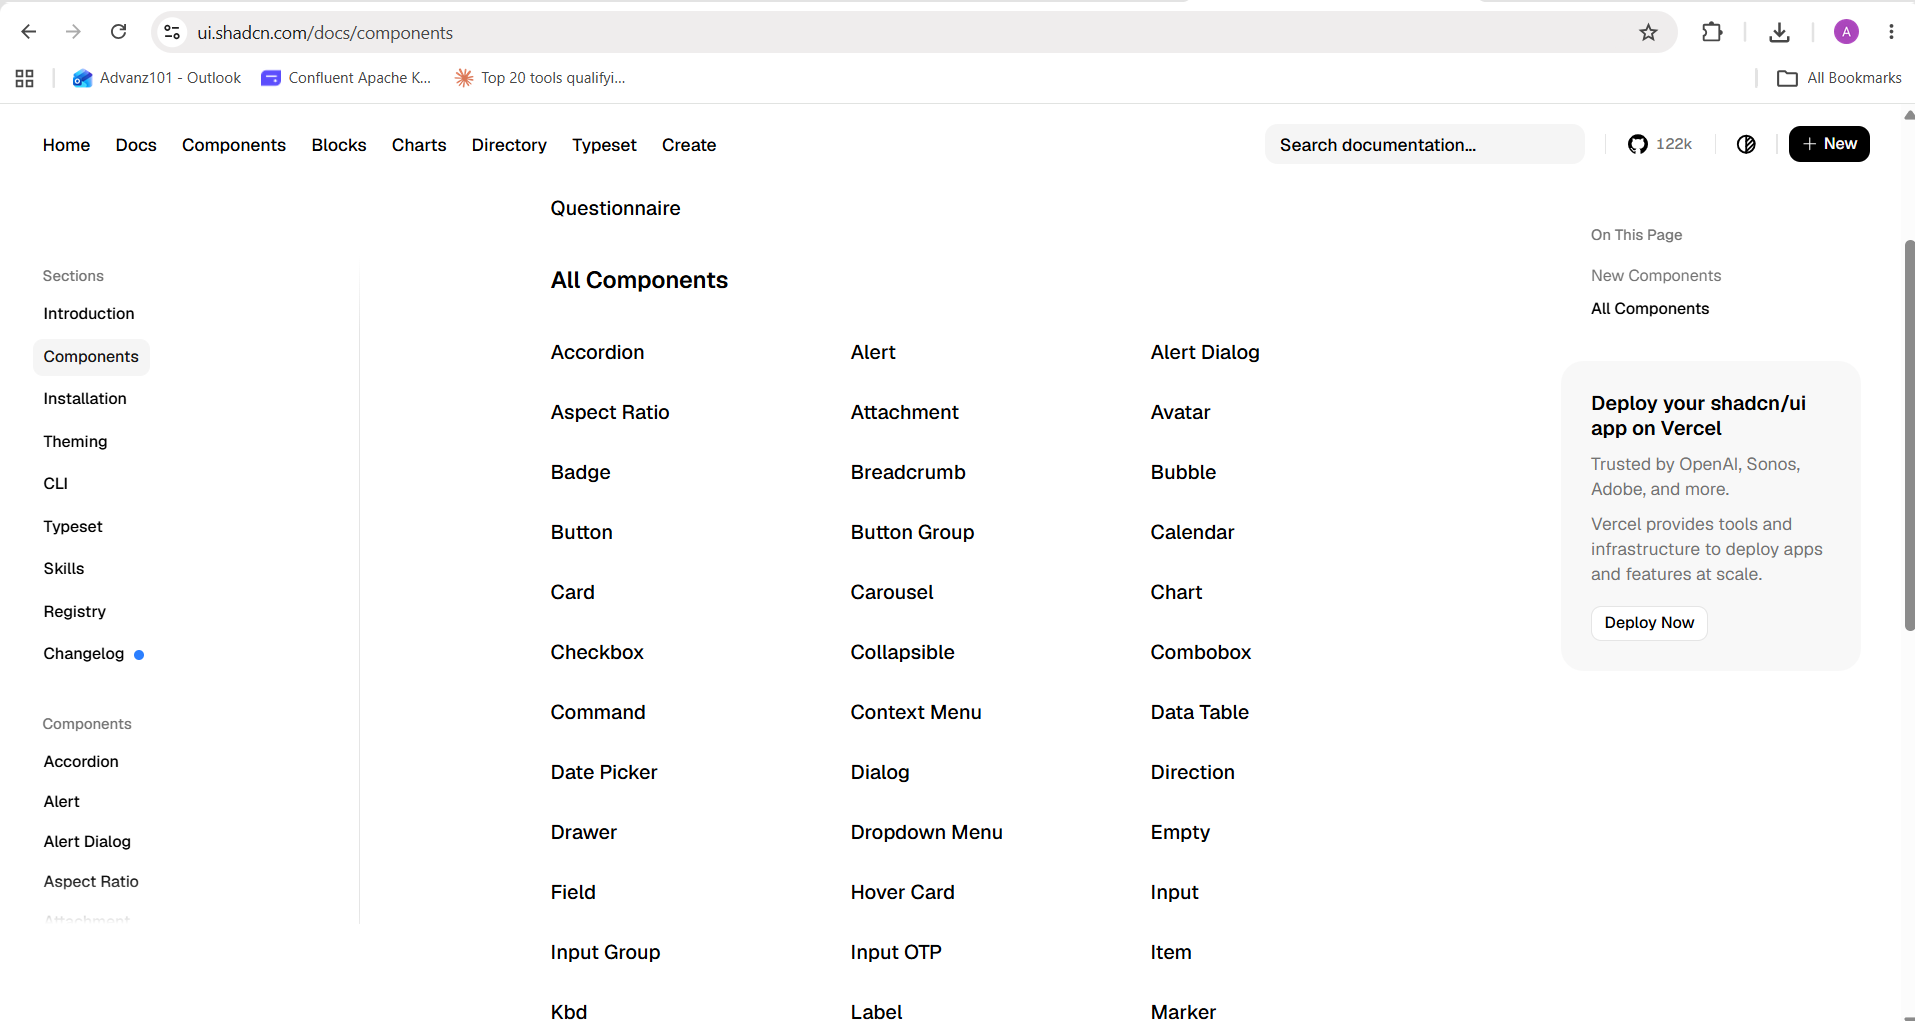 ui.shadcn.com/docs/components
A
Advanz101 - Outlook
Confluent Apache K...
Top 20 tools qualifyi...
All Bookmarks
Home
Docs
Components
Blocks
Charts
Directory
Typeset
Create
Search documentation...
122k
+ New
Questionnaire
Sections
Introduction
Components
Installation
Theming
CLI
Typeset
Skills
Registry
Changelog
Components
Accordion
Alert
Alert Dialog
Aspect Ratio
Attachment
All Components
Accordion
Alert
Alert Dialog
Aspect Ratio
Attachment
Avatar
Badge
Breadcrumb
Bubble
Button
Button Group
Calendar
Card
Carousel
Chart
Checkbox
Collapsible
Combobox
Command
Context Menu
Data Table
Date Picker
Dialog
Direction
Drawer
Dropdown Menu
Empty
Field
Hover Card
Input
Input Group
Input OTP
Item
Kbd
Label
Marker
On This Page
New Components
All Components
Deploy your shadcn/ui
app on Vercel
Trusted by OpenAI, Sonos,
Adobe, and more.
Vercel provides tools and
infrastructure to deploy apps
and features at scale.
Deploy Now